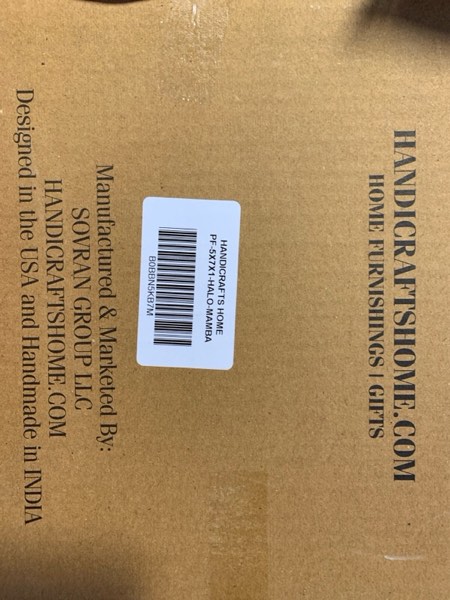 HANDICRAFTSHOME.COM
HOME FURNISHINGS | GIFTS
HANDICRAFTS HOME
PF-5X7X1-HALO-MAMBA
B0BBN5KB7M
Manufactured & Marketed By:
SOVRAN GROUP LLC
HANDICRAFTSHOME.COM
Designed in the USA and Handmade in INDIA